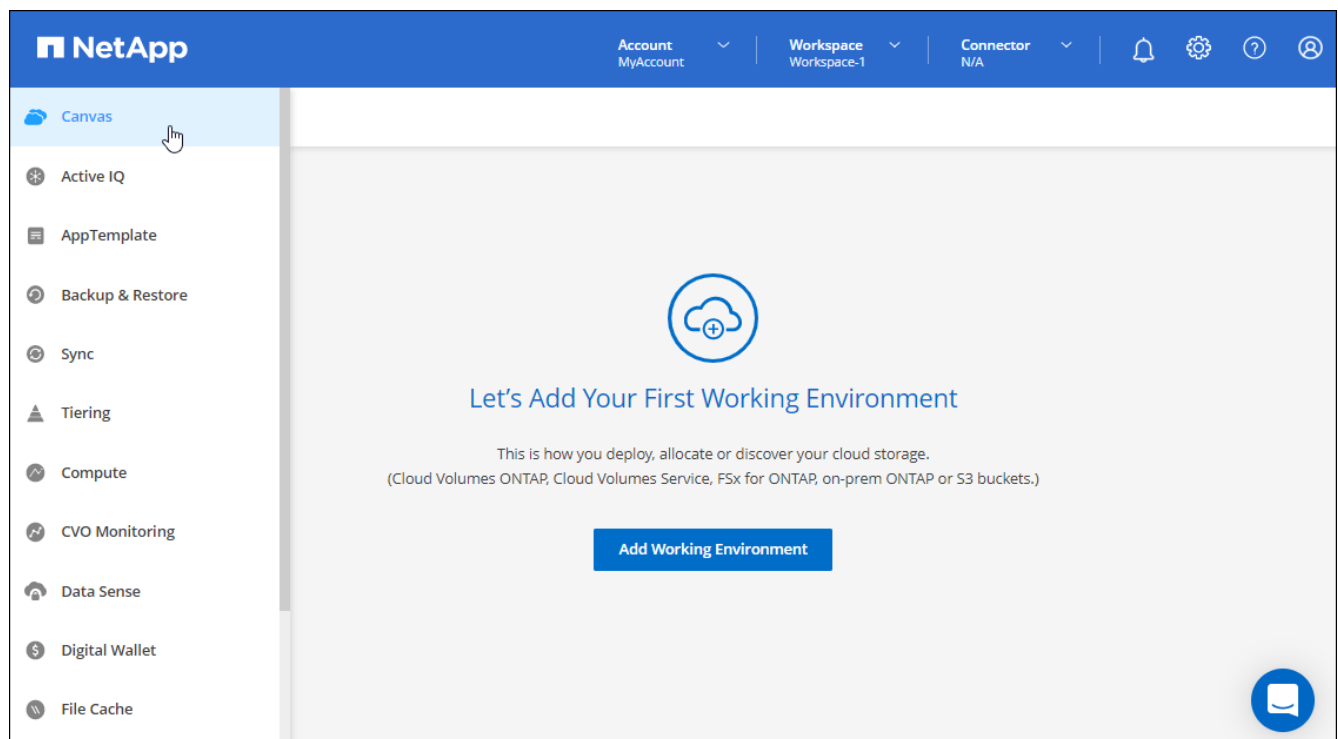 NetApp
Account
MyAccount
Workspace
Workspace-1
Connector
N/A
Canvas
Active IQ
AppTemplate
Backup & Restore
Sync
Tiering
Compute
CVO Monitoring
Data Sense
Digital Wallet
File Cache
Let's Add Your First Working Environment
This is how you deploy, allocate or discover your cloud storage.
(Cloud Volumes ONTAP, Cloud Volumes Service, FSx for ONTAP, on-prem ONTAP or S3 buckets.)
Add Working Environment